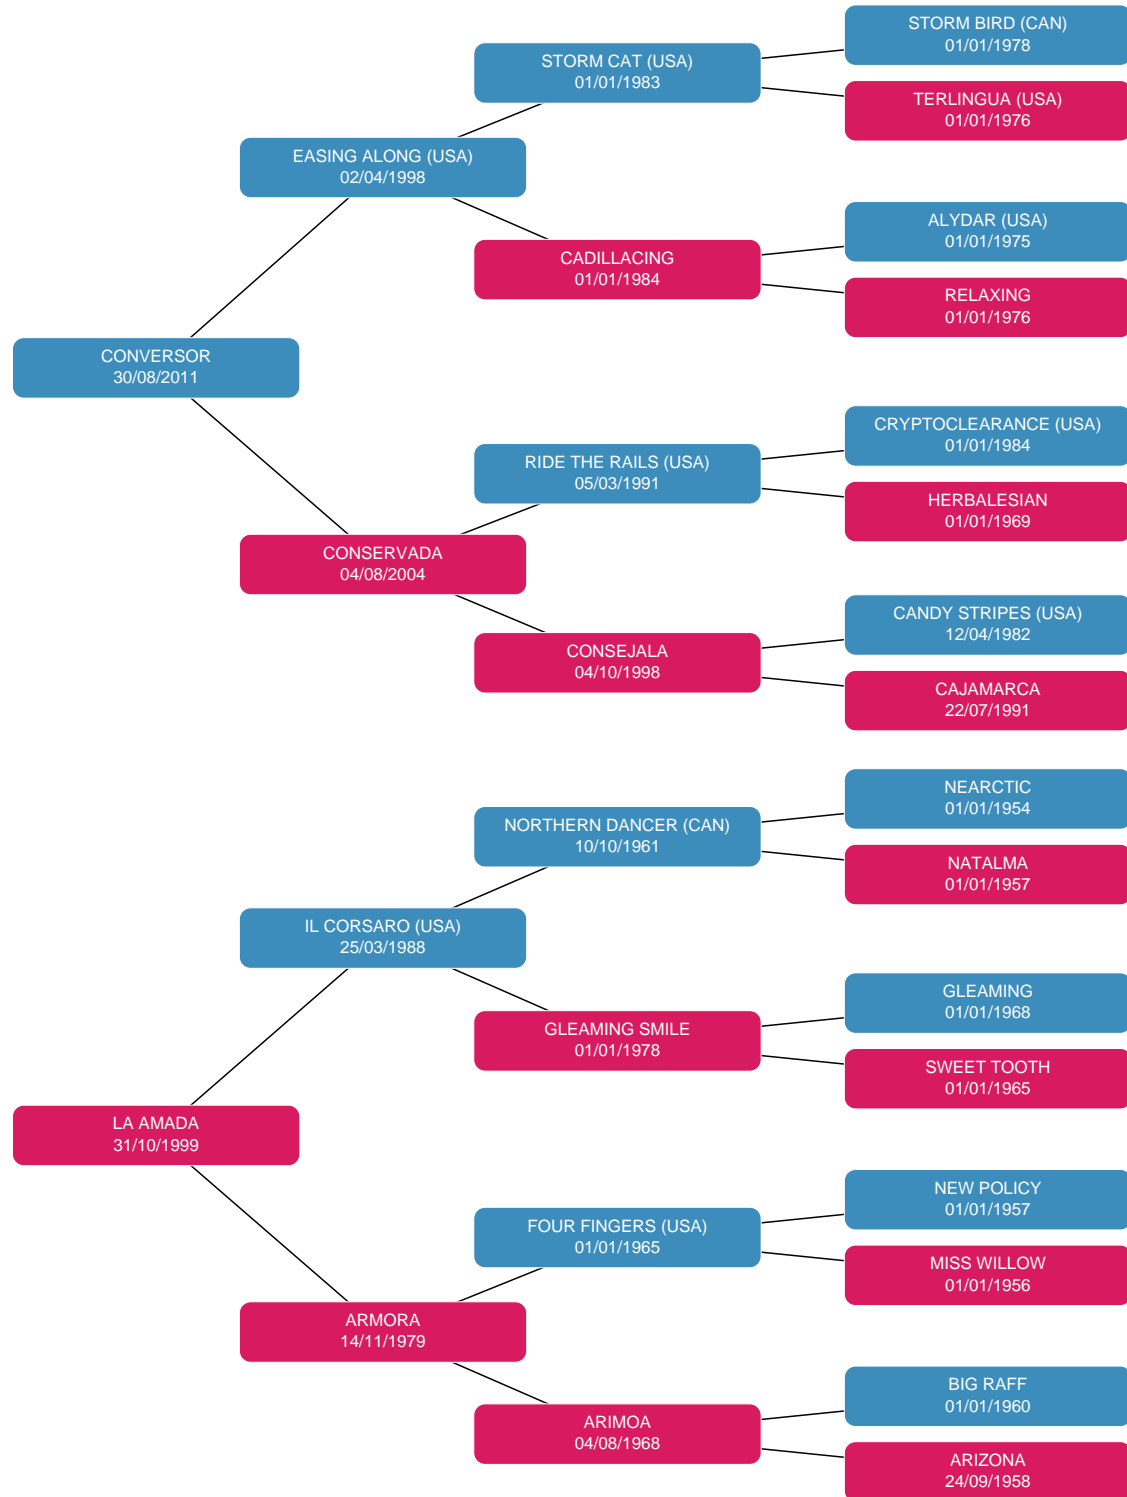 STORM BIRD (CAN)
01/01/1978
STORM CAT (USA)
01/01/1983
TERLINGUA (USA)
01/01/1976
EASING ALONG (USA)
02/04/1998
ALYDAR (USA)
01/01/1975
CADILLACING
01/01/1984
RELAXING
01/01/1976
CONVERSOR
30/08/2011
CRYPTOCLEARANCE (USA)
01/01/1984
RIDE THE RAILS (USA)
05/03/1991
HERBALESIAN
01/01/1969
CONSERVADA
04/08/2004
CANDY STRIPES (USA)
12/04/1982
CONSEJALA
04/10/1998
CAJAMARCA
22/07/1991
NEARCTIC
01/01/1954
NORTHERN DANCER (CAN)
10/10/1961
NATALMA
01/01/1957
IL CORSARO (USA)
25/03/1988
GLEAMING
01/01/1968
GLEAMING SMILE
01/01/1978
SWEET TOOTH
01/01/1965
LA AMADA
31/10/1999
NEW POLICY
01/01/1957
FOUR FINGERS (USA)
01/01/1965
MISS WILLOW
01/01/1956
ARMORA
14/11/1979
BIG RAFF
01/01/1960
ARIMOA
04/08/1968
ARIZONA
24/09/1958